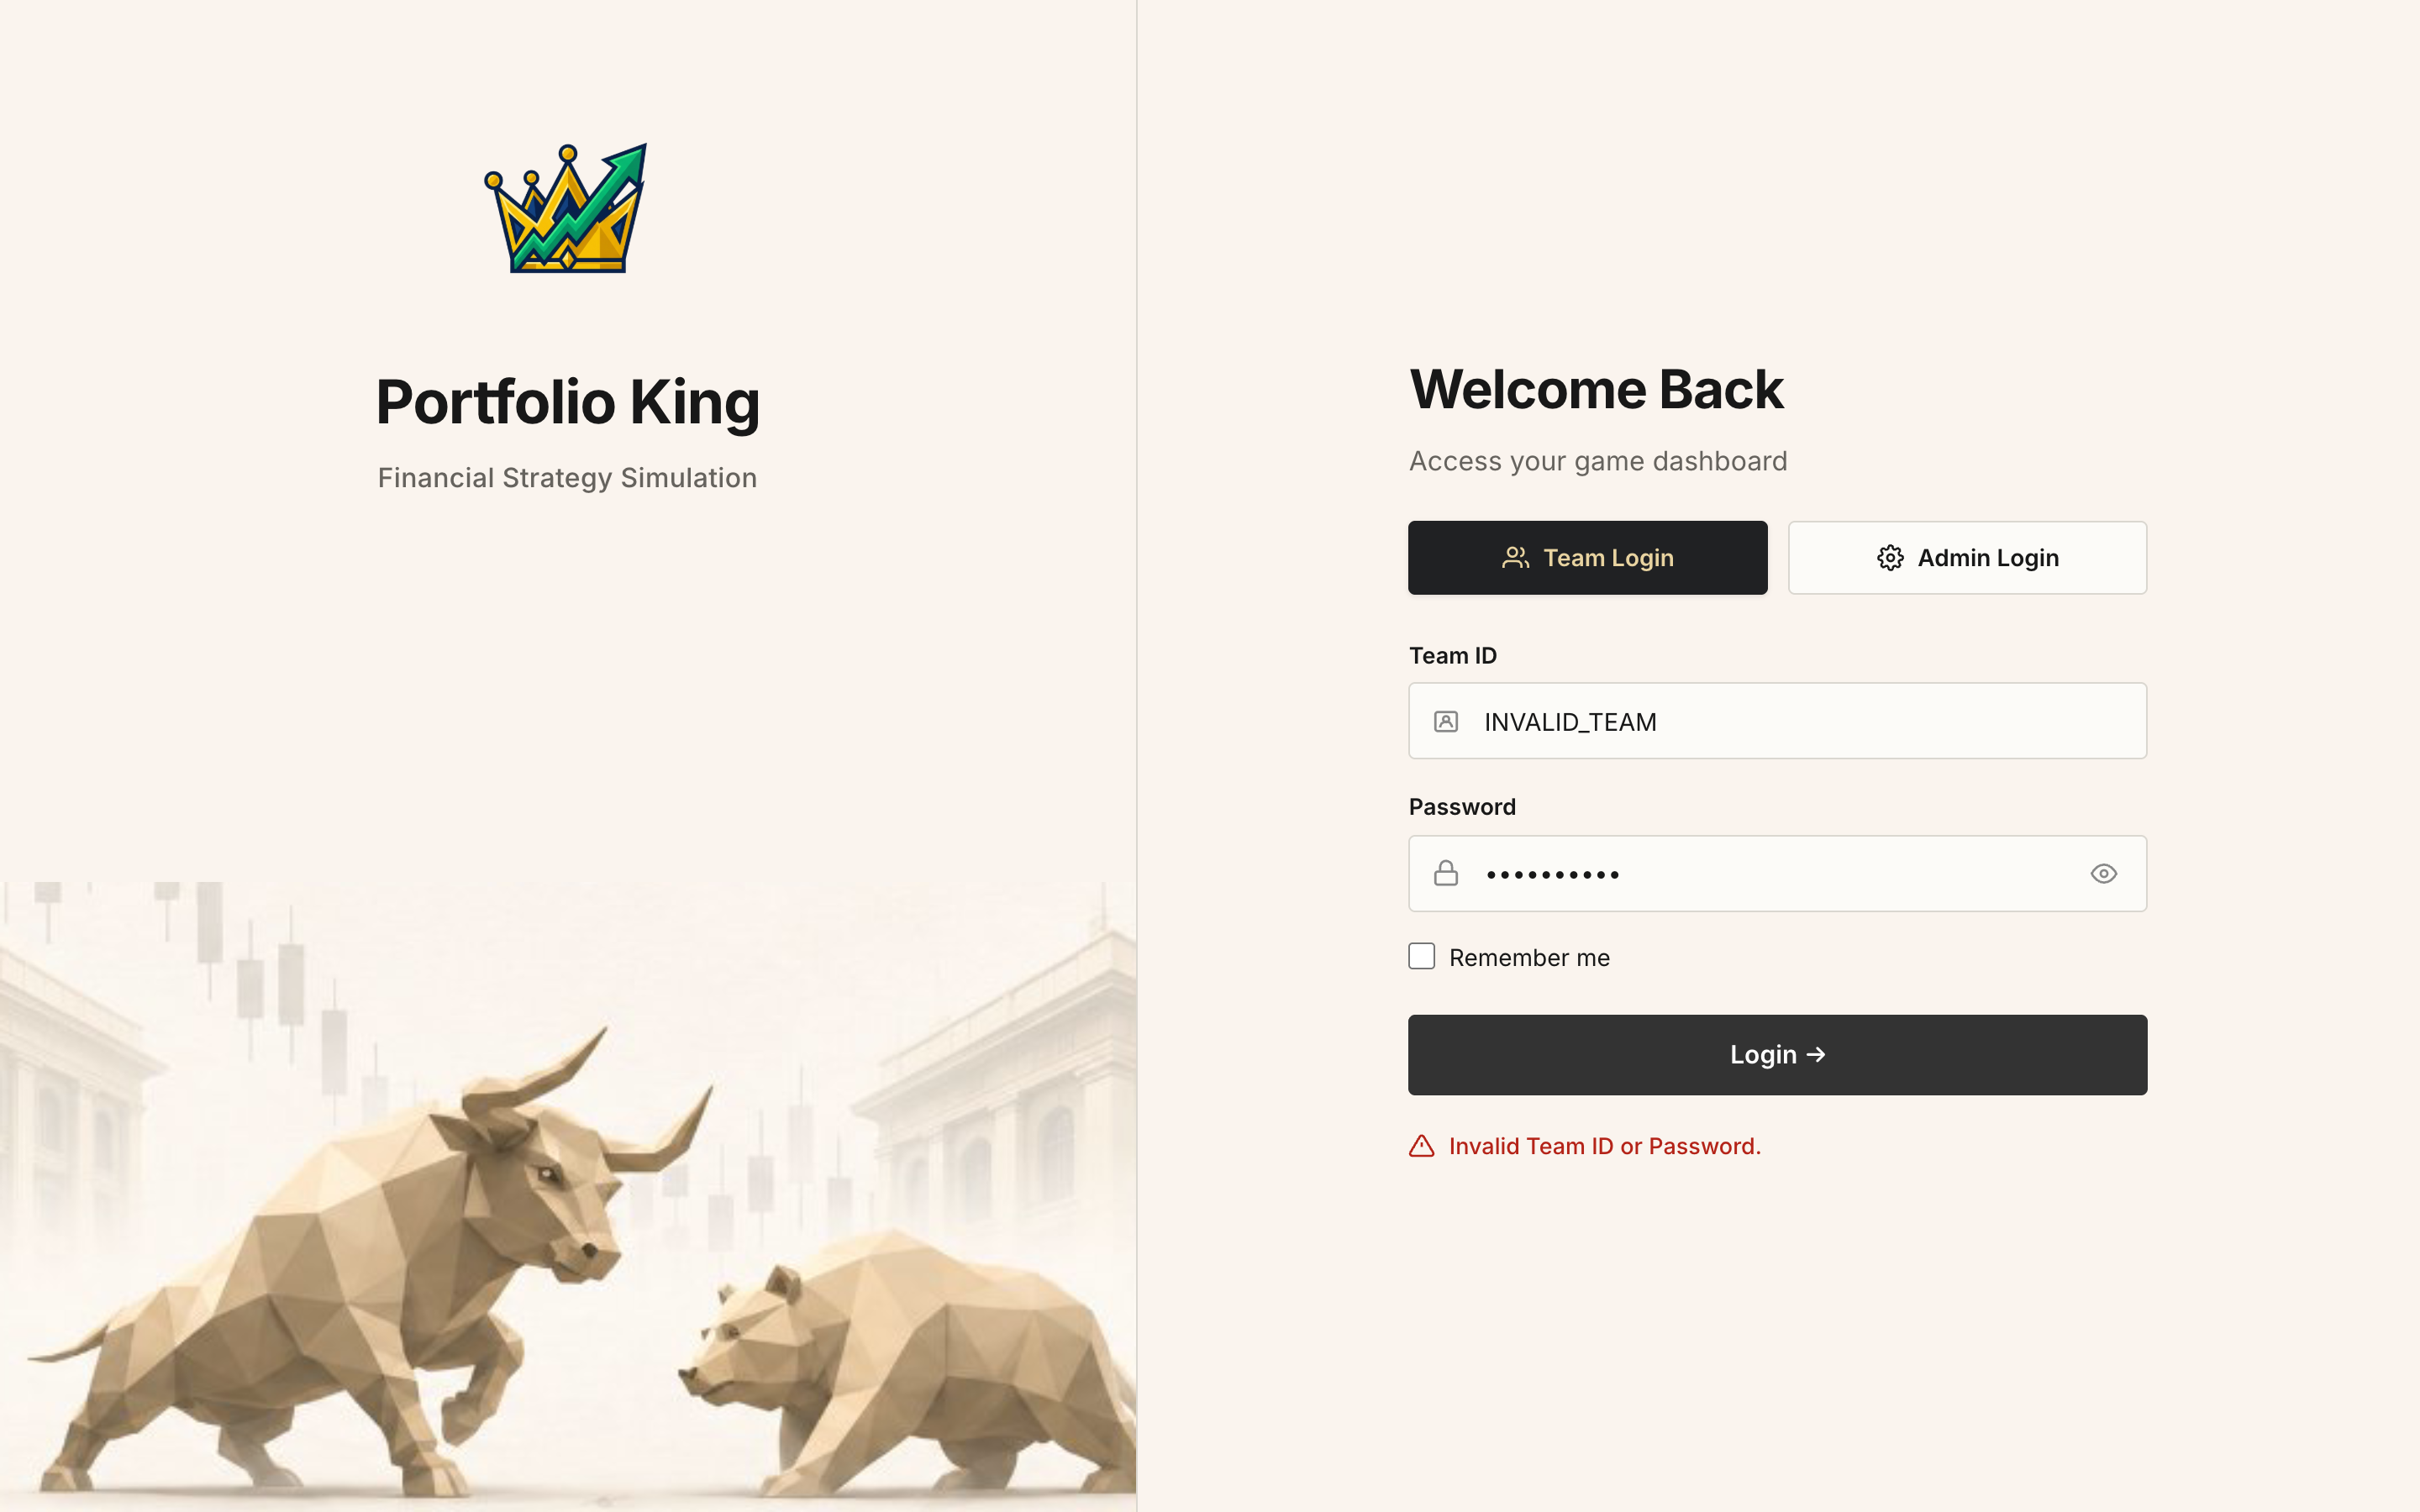 Portfolio King
Financial Strategy Simulation
Welcome Back
Access your game dashboard
Team Login
Admin Login
Team ID
INVALID_TEAM
Password
••••••••••
Remember me
Login →
Invalid Team ID or Password.